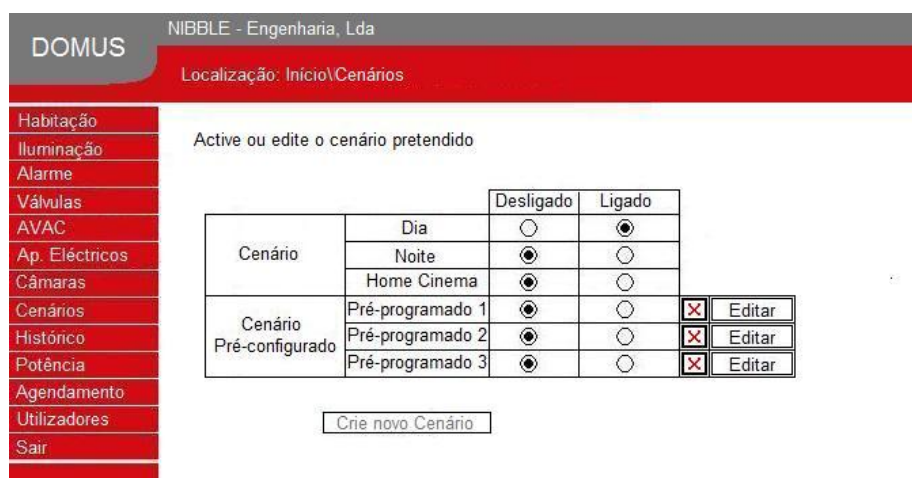 DOMUS
NIBBLE - Engenharia, Lda
Localização: Início\Cenários
Habitação
Iluminação
Alarme
Válvulas
AVAC
Ap. Eléctricos
Câmaras
Cenários
Histórico
Potência
Agendamento
Utilizadores
Sair
Active ou edite o cenário pretendido
Desligado Ligado
Cenário
Dia
Noite
Home Cinema
Cenário
Pré-configurado
Pré-programado 1 Editar
Pré-programado 2 Editar
Pré-programado 3 Editar
Crie novo Cenário